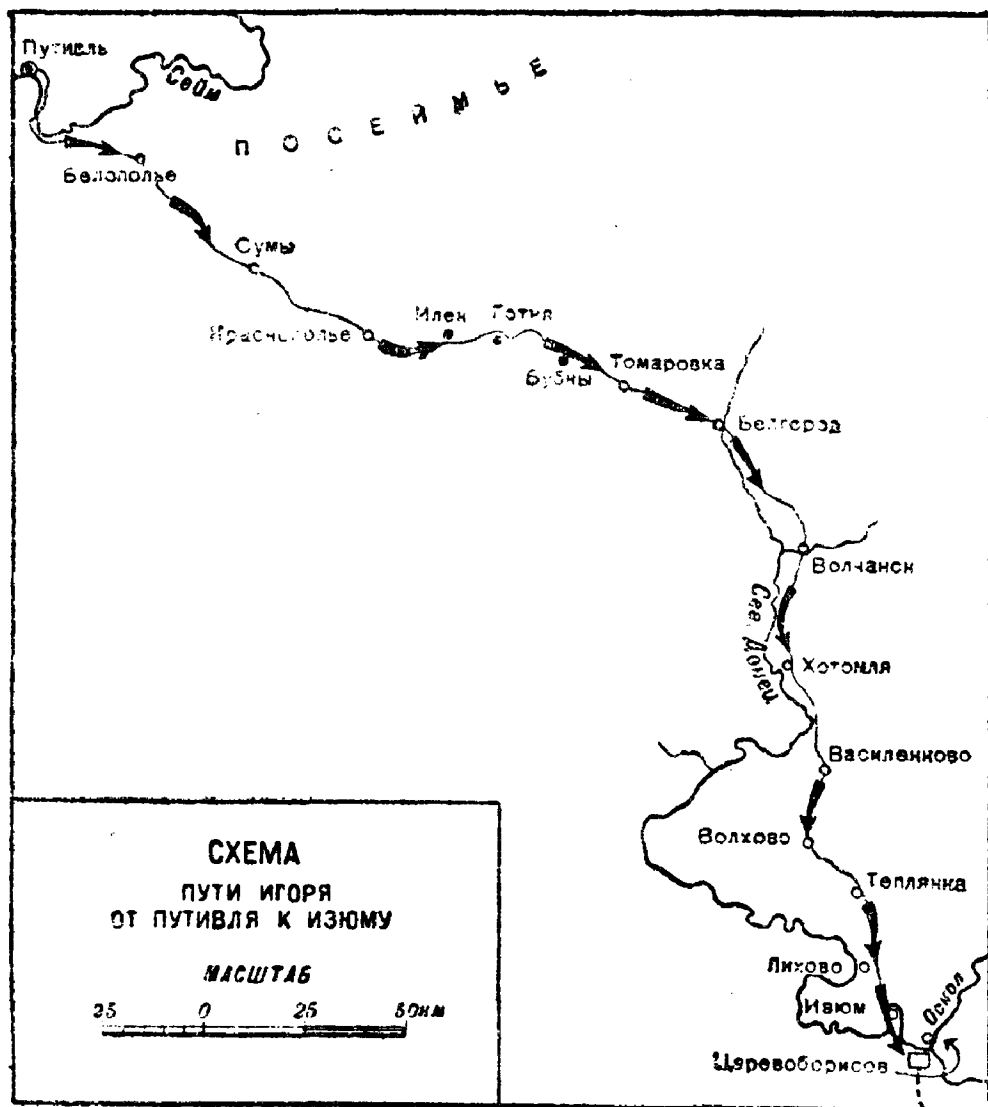 Путивль
Сейм
ПОСЕЙМЬЕ
Белополье
Сумы
Краснополье
Илек
Готня
Бубны
Томаровка
Белгород
Волчанск
Сев. Донец
Хотомля
Василенково
Волхово
Теплянка
Лихово
Изюм
Оскол
Царевоборисов
СХЕМА
ПУТИ ИГОРЯ
ОТ ПУТИВЛЯ К ИЗЮМУ
МАСШТАБ
25 0 25 50км